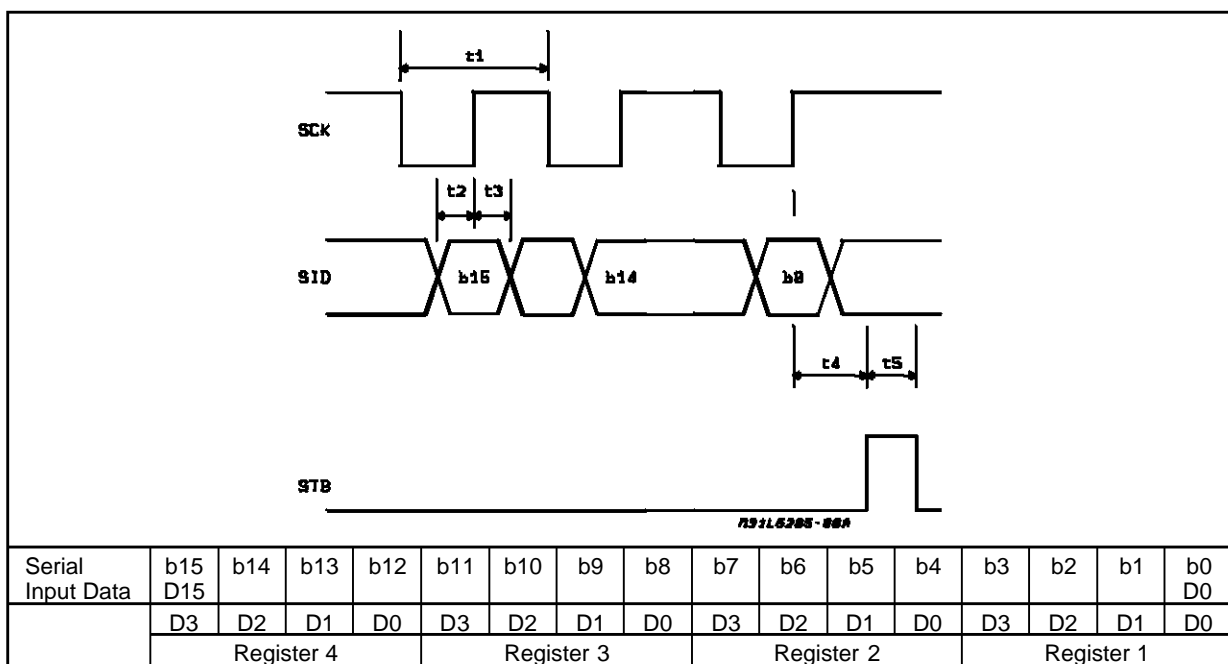 t1
SCK
t2 t3
SID b15 b14 b0
t4 t5
STB
Serial Input Data b15 D15 b14 b13 b12 b11 b10 b9 b8 b7 b6 b5 b4 b3 b2 b1 b0 D0
D3 D2 D1 D0 D3 D2 D1 D0 D3 D2 D1 D0 D3 D2 D1 D0
Register 4 Register 3 Register 2 Register 1